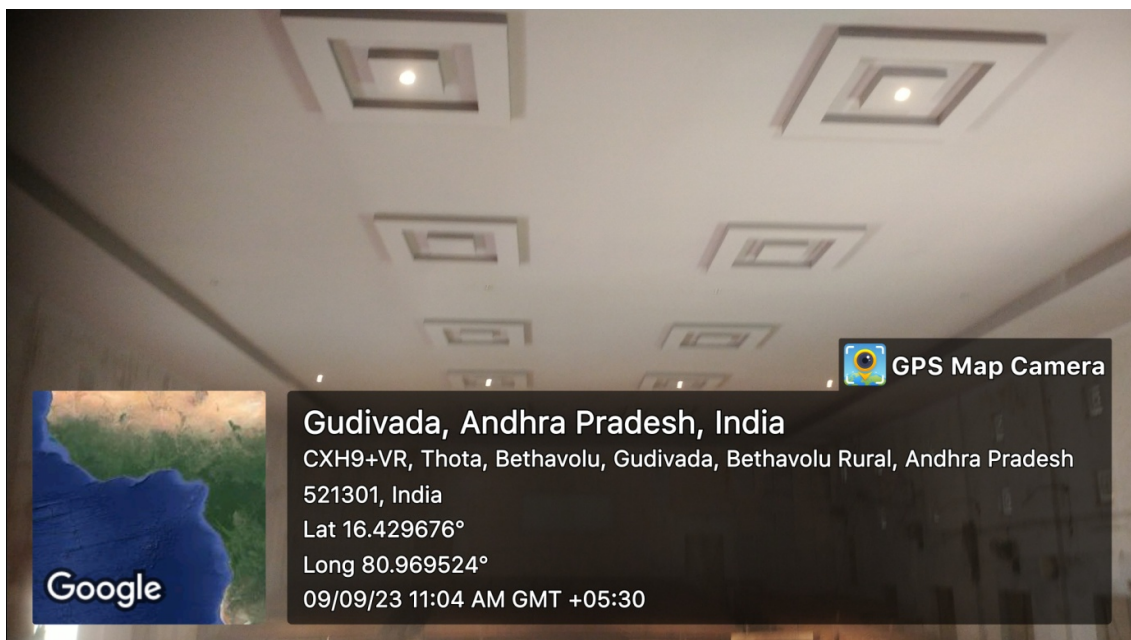 GPS Map Camera
Gudivada, Andhra Pradesh, India
CXH9+VR, Thota, Bethavolu, Gudivada, Bethavolu Rural, Andhra Pradesh
521301, India
Lat 16.429676°
Long 80.969524°
09/09/23 11:04 AM GMT +05:30
Google